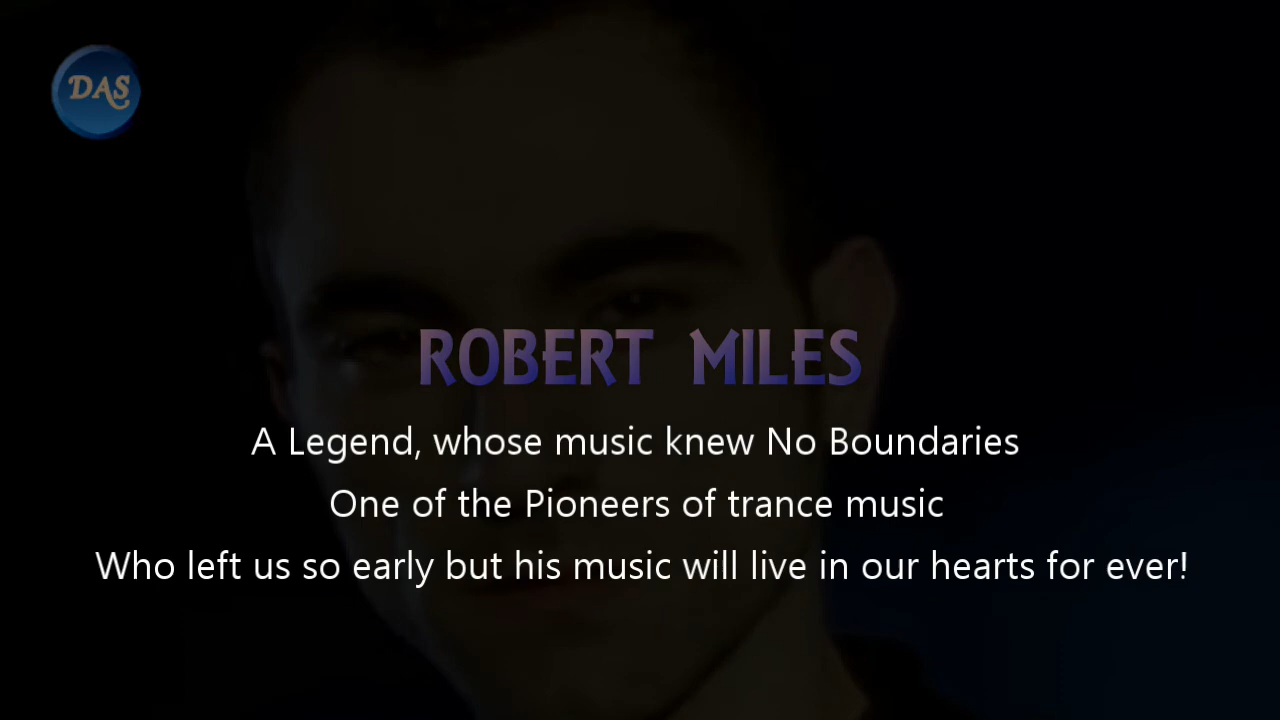 DAS
ROBERT MILES
A Legend, whose music knew No Boundaries
One of the Pioneers of trance music
Who left us so early but his music will live in our hearts for ever!